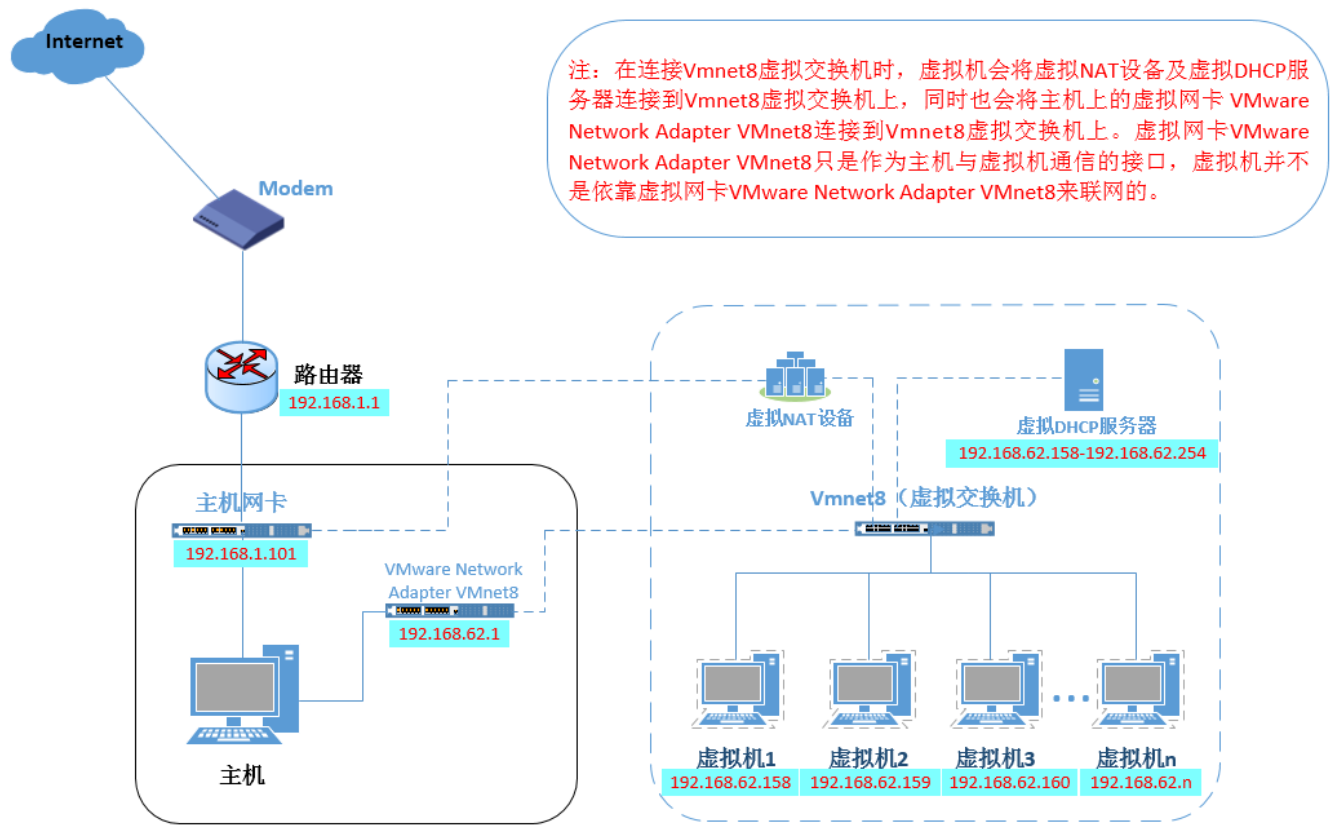 Internet
注：在连接Vmnet8虚拟交换机时，虚拟机会将虚拟NAT设备及虚拟DHCP服
务器连接到Vmnet8虚拟交换机上，同时也会将主机上的虚拟网卡 VMware
Network Adapter VMnet8连接到Vmnet8虚拟交换机上。虚拟网卡VMware
Network Adapter VMnet8只是作为主机与虚拟机通信的接口，虚拟机并不
是依靠虚拟网卡VMware Network Adapter VMnet8来联网的。
Modem
路由器
192.168.1.1
虚拟NAT设备
虚拟DHCP服务器
192.168.62.158-192.168.62.254
主机网卡
192.168.1.101
Vmnet8（虚拟交换机）
VMware Network
Adapter VMnet8
192.168.62.1
主机
虚拟机1
192.168.62.158
虚拟机2
192.168.62.159
虚拟机3
192.168.62.160
虚拟机n
192.168.62.n